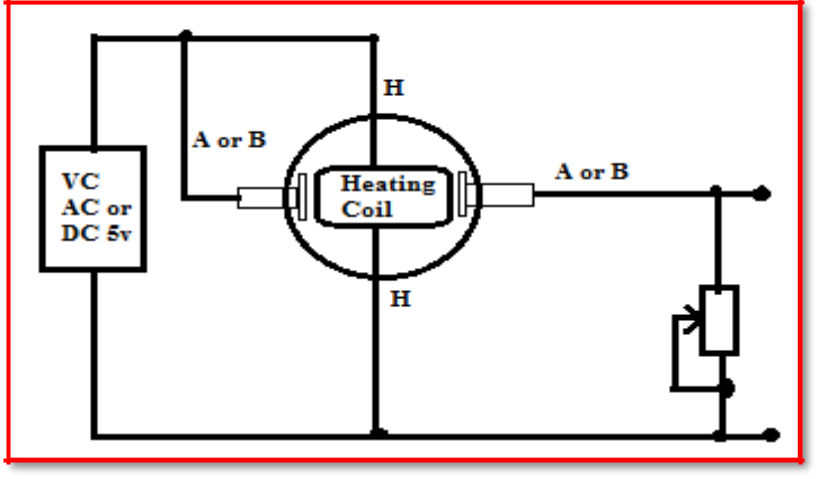 H
A or B
A or B
VC
AC or
DC 5v
Heating
Coil
H